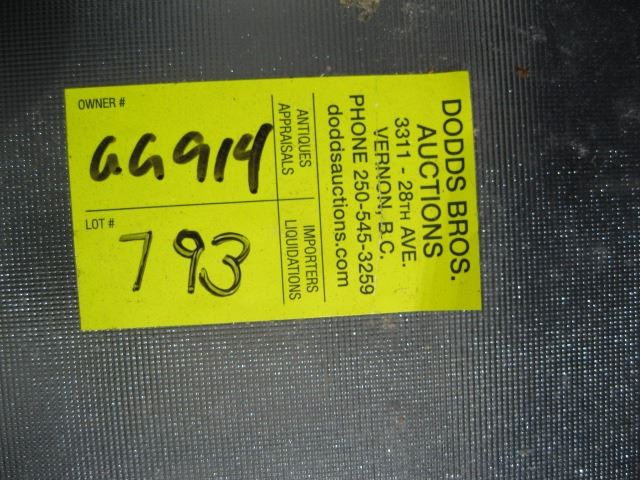 DODDS BROS.
AUCTIONS
3311 - 28TH AVE.
VERNON, B.C.
PHONE 250-545-3259
doddsauctions.com
ANTIQUES
APPRAISALS
IMPORTERS
LIQUIDATIONS
OWNER #
GG914
LOT #
793